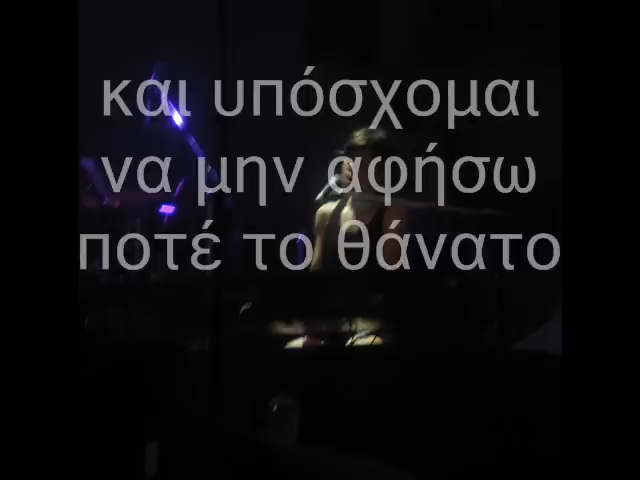 και υπόσχομαι
να μην αφήσω
ποτέ το θάνατο